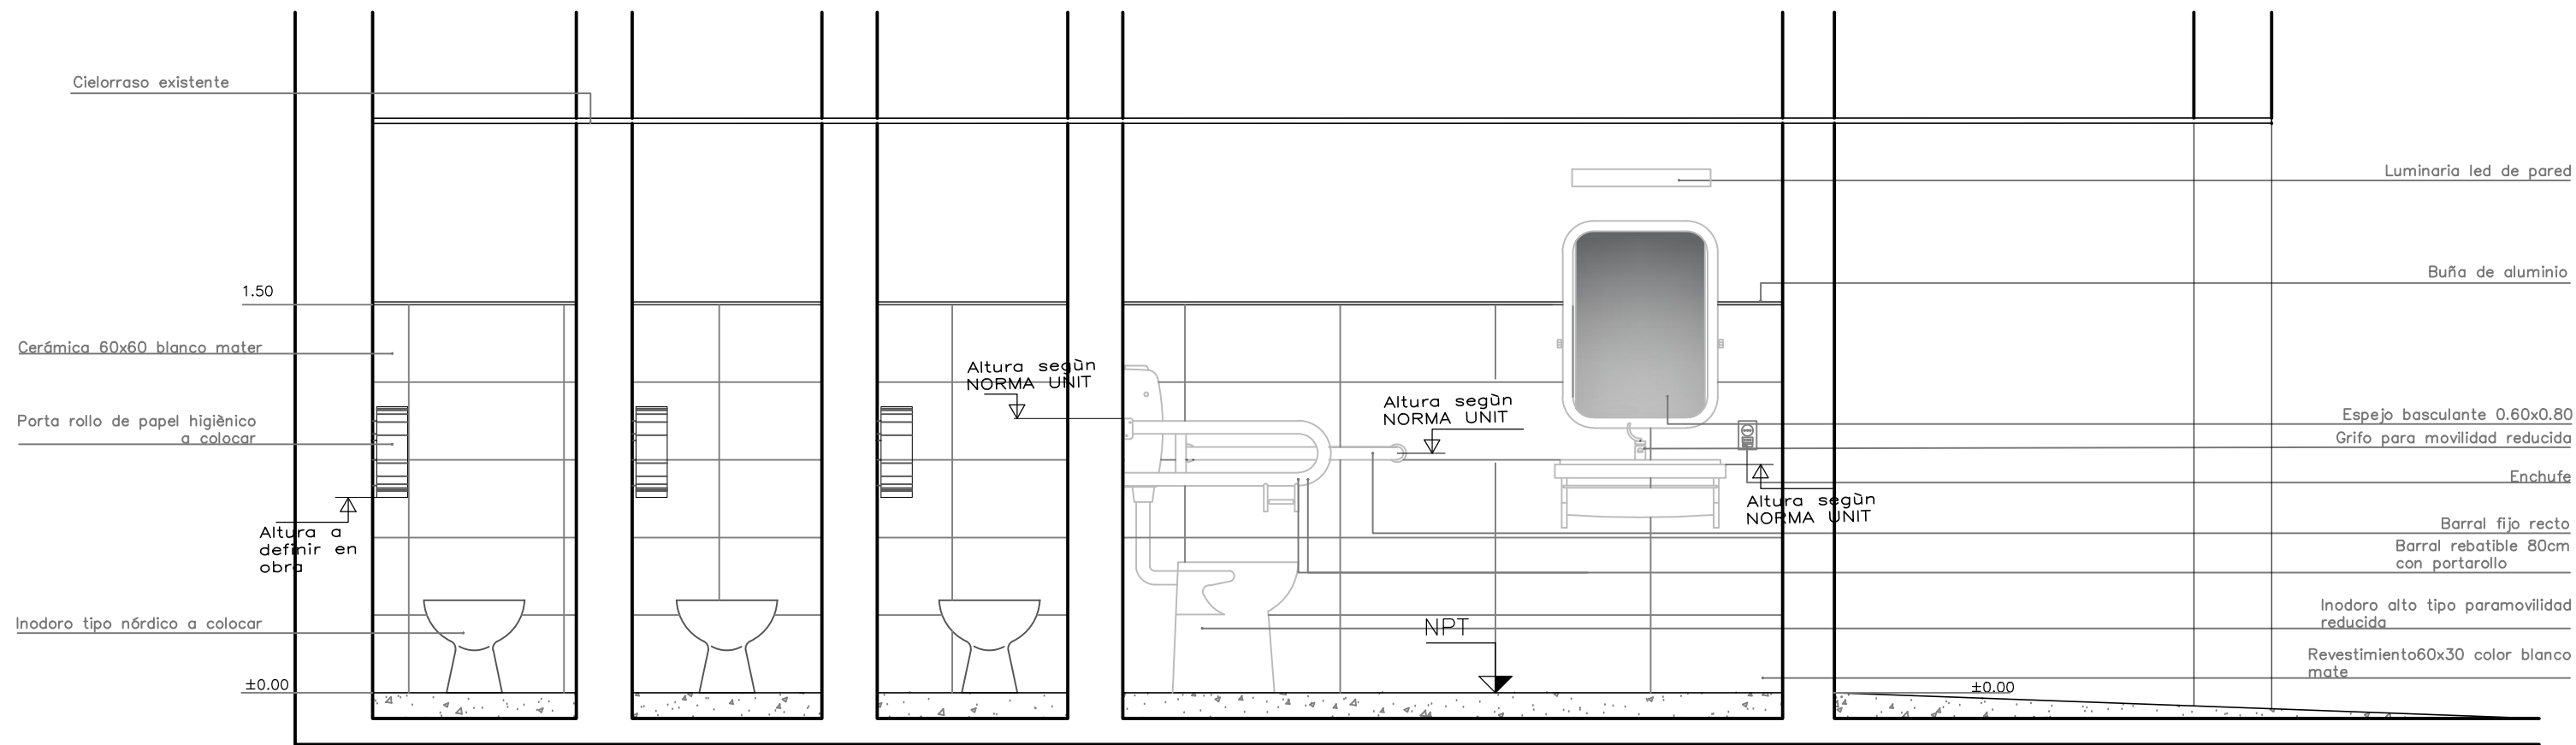 Cielorraso existente
1.50
Cerámica 60x60 blanco mater
Porta rollo de papel higiènico
a colocar
Altura a
definir en
obra
Inodoro tipo nórdico a colocar
±0.00
Altura segùn
NORMA UNIT
Altura segùn
NORMA UNIT
NPT
Altura segùn
NORMA UNIT
±0.00
Luminaria led de pared
Buña de aluminio
Espejo basculante 0.60x0.80
Grifo para movilidad reducida
Enchufe
Barral fijo recto
Barral rebatible 80cm
con portarollo
Inodoro alto tipo paramovilidad
reducida
Revestimiento60x30 color blanco
mate